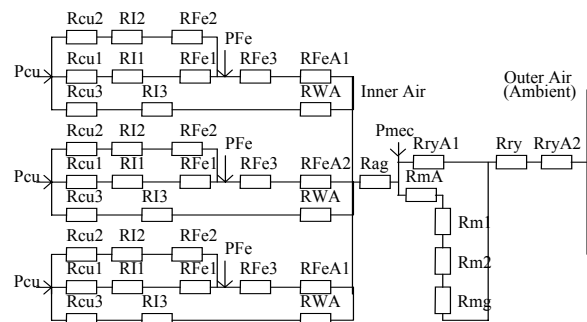 Rcu2 RI2 RFe2 PFe
Rcu1 RI1 RFe1 RFe3 RFeA1
Pcu
Rcu3 RI3 RWA
Inner Air
Outer Air
(Ambient)
Pmec
Rcu2 RI2 RFe2 PFe
Rcu1 RI1 RFe1 RFe3 RFeA2 Rag RryA1 Rry RryA2
Pcu
Rcu3 RI3 RWA
RmA
Rm1
Rm2
Rmg
Rcu2 RI2 RFe2 PFe
Rcu1 RI1 RFe1 RFe3 RFeA1
Pcu
Rcu3 RI3 RWA